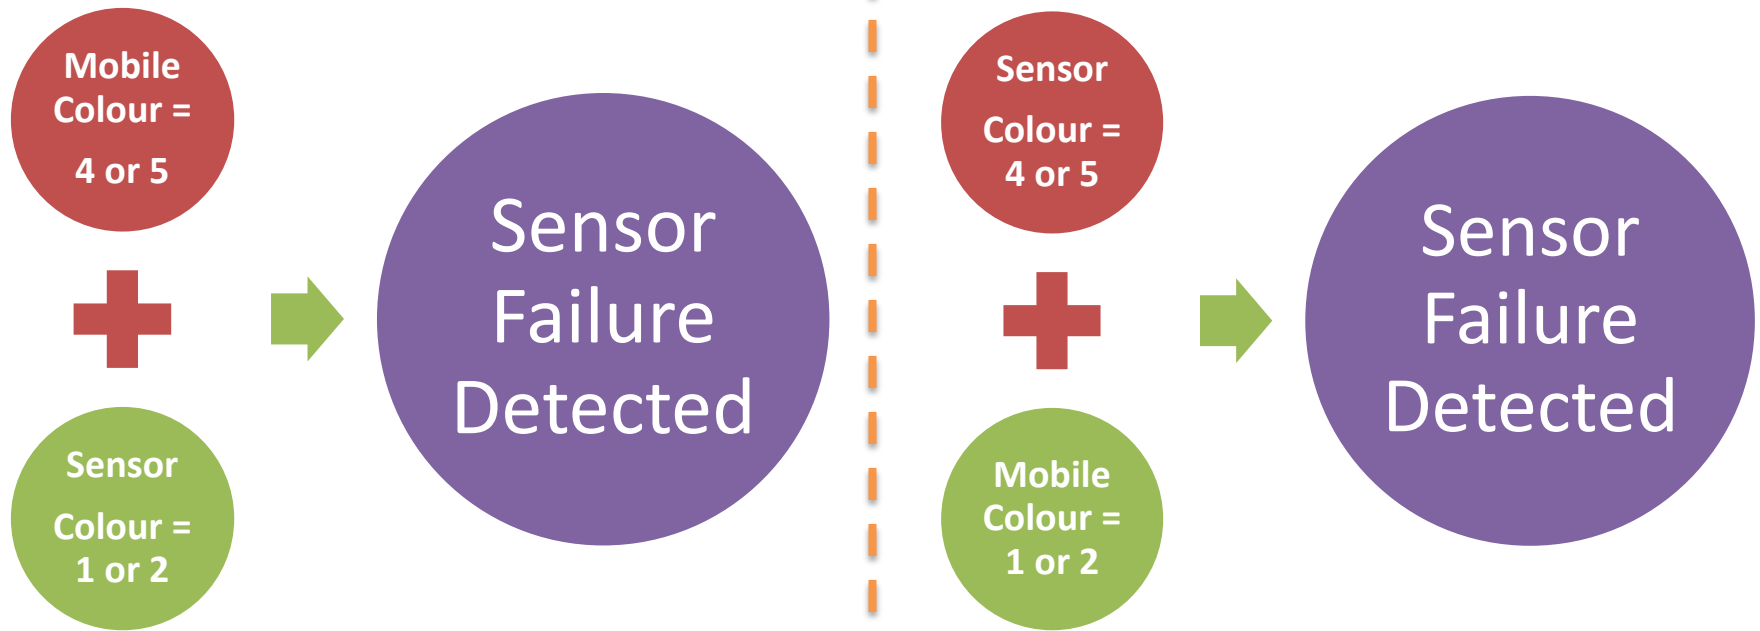 Mobile
Colour =
4 or 5
Sensor
Colour =
1 or 2
Sensor
Failure
Detected
Sensor
Colour =
4 or 5
Mobile
Colour =
1 or 2
Sensor
Failure
Detected